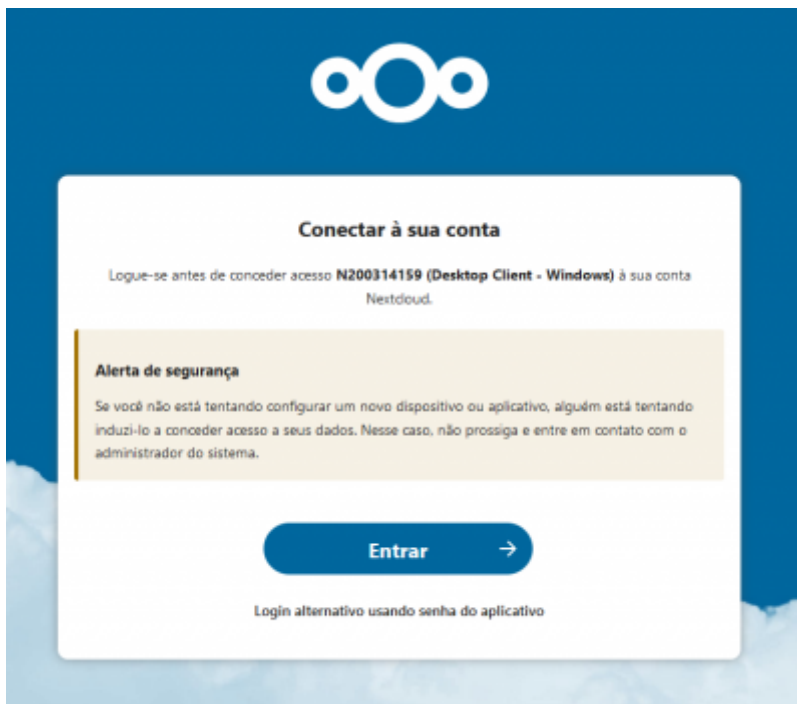 Conectar à sua conta
Logue-se antes de conceder acesso N200314159 (Desktop Client - Windows) à sua conta
Nextcloud.
Alerta de segurança
Se você não está tentando configurar um novo dispositivo ou aplicativo, alguém está tentando
induzi-lo a conceder acesso a seus dados. Nesse caso, não prossiga e entre em contato com o
administrador do sistema.
Entrar →
Login alternativo usando senha do aplicativo